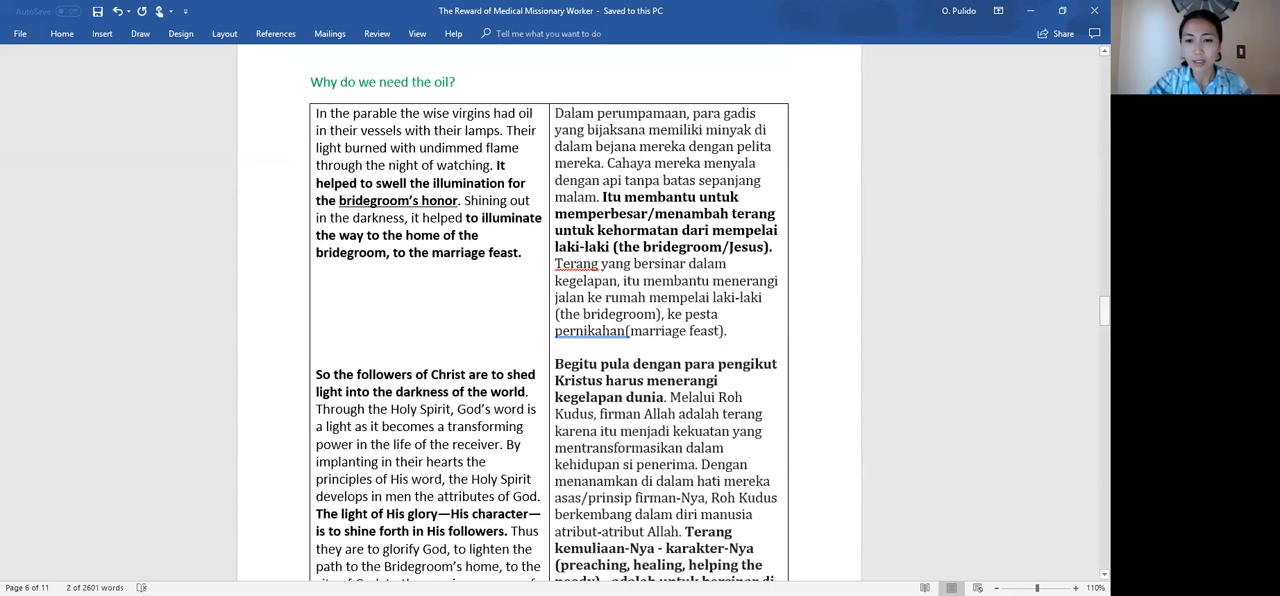 AutoSave
Off
The Reward of Medical Missionary Worker - Saved to this PC
O. Pulido
File Home Insert Draw Design Layout References Mailings Review View Help Tell me what you want to do
Share
Why do we need the oil?
In the parable the wise virgins had oil
in their vessels with their lamps. Their
light burned with undimmed flame
through the night of watching. It
helped to swell the illumination for
the bridegroom's honor. Shining out
in the darkness, it helped to illuminate
the way to the home of the
bridegroom, to the marriage feast.
So the followers of Christ are to shed
light into the darkness of the world.
Through the Holy Spirit, God's word is
a light as it becomes a transforming
power in the life of the receiver. By
implanting in their hearts the
principles of His word, the Holy Spirit
develops in men the attributes of God.
The light of His glory—His character—
is to shine forth in His followers. Thus
they are to glorify God, to lighten the
path to the Bridegroom's home, to the
Dalam perumpamaan, para gadis
yang bijaksana memiliki minyak di
dalam bejana mereka dengan pelita
mereka. Cahaya mereka menyala
dengan api tanpa batas sepanjang
malam. Itu membantu untuk
memperbesar/menambah terang
untuk kehormatan dari mempelai
laki-laki (the bridegroom/Jesus).
Terang yang bersinar dalam
kegelapan, itu membantu menerangi
jalan ke rumah mempelai laki-laki
(the bridegroom), ke pesta
pernikahan(marriage feast).
Begitu pula dengan para pengikut
Kristus harus menerangi
kegelapan dunia. Melalui Roh
Kudus, firman Allah adalah terang
karena itu menjadi kekuatan yang
mentransformasikan dalam
kehidupan si penerima. Dengan
menanamkan di dalam hati mereka
asas/prinsip firman-Nya, Roh Kudus
berkembang dalam diri manusia
atribut-atribut Allah. Terang
kemuliaan-Nya - karakter-Nya
(preaching, healing, helping the
needy) - adalah untuk bersinar di
Page 6 of 11 2 of 2601 words
110%